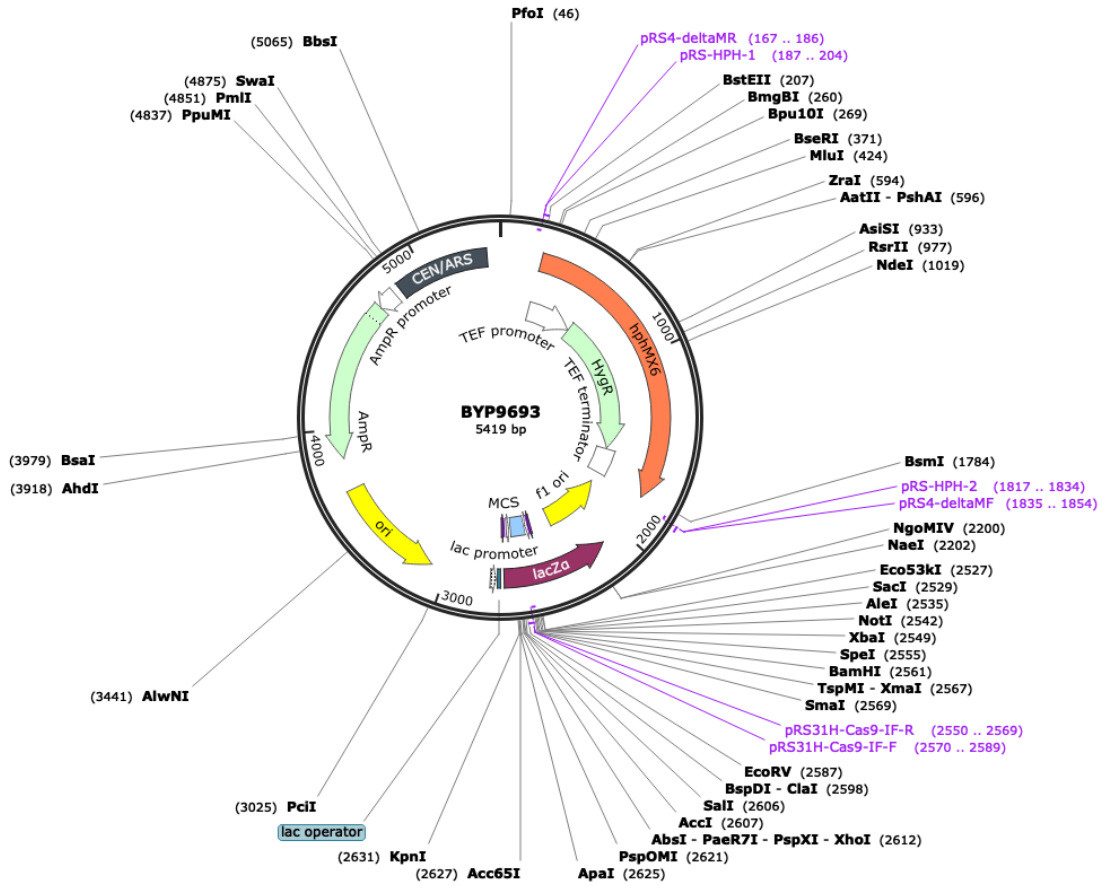 PfoI (46)
pRS4-deltaMR (167 .. 186)
pRS-HPH-1 (187 .. 204)
BstEII (207)
BmgBI (260)
Bpu10I (269)
BseRI (371)
MluI (424)
ZraI (594)
AatII - PshAI (596)
AsiSI (933)
RsrII (977)
NdeI (1019)
BsmI (1784)
pRS-HPH-2 (1817 .. 1834)
pRS4-deltaMF (1835 .. 1854)
NgoMIV (2200)
NaeI (2202)
Eco53kI (2527)
SacI (2529)
AleI (2535)
NotI (2542)
XbaI (2549)
SpeI (2555)
BamHI (2561)
TspMI - XmaI (2567)
SmaI (2569)
pRS31H-Cas9-IF-R (2550 .. 2569)
pRS31H-Cas9-IF-F (2570 .. 2589)
EcoRV (2587)
BspDI - ClaI (2598)
SalI (2606)
AccI (2607)
AbsI - PaeR7I - PspXI - XhoI (2612)
PspOMI (2621)
ApaI (2625)
(2627) Acc65I
(2631) KpnI
lac operator
(3025) PciI
(3441) AlwNI
(3918) AhdI
(3979) BsaI
(4837) PpuMI
(4851) PmlI
(4875) SwaI
(5065) BbsI
1000
2000
3000
4000
5000
CEN/ARS
AmpR promoter
AmpR
ori
TEF promoter
hphMX6
HygR
TEF terminator
f1 ori
MCS
lac promoter
lacZα
BYP9693
5419 bp